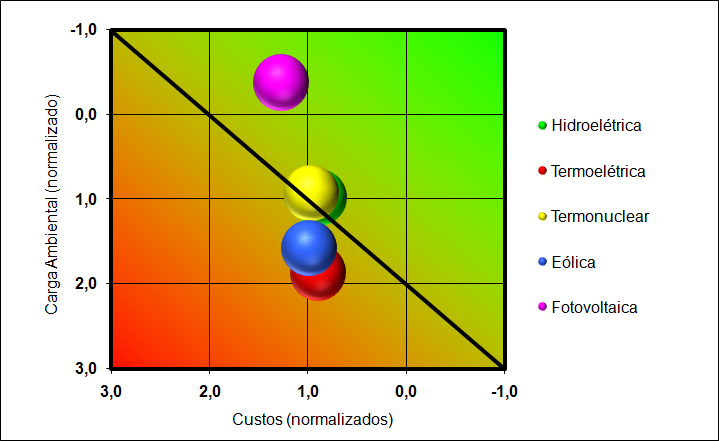 -1,0
0,0
1,0
2,0
3,0
Carga Ambiental (normalizado)
3,0 2,0 1,0 0,0 -1,0
Custos (normalizados)
Hidroelétrica
Termoelétrica
Termonuclear
Eólica
Fotovoltaica